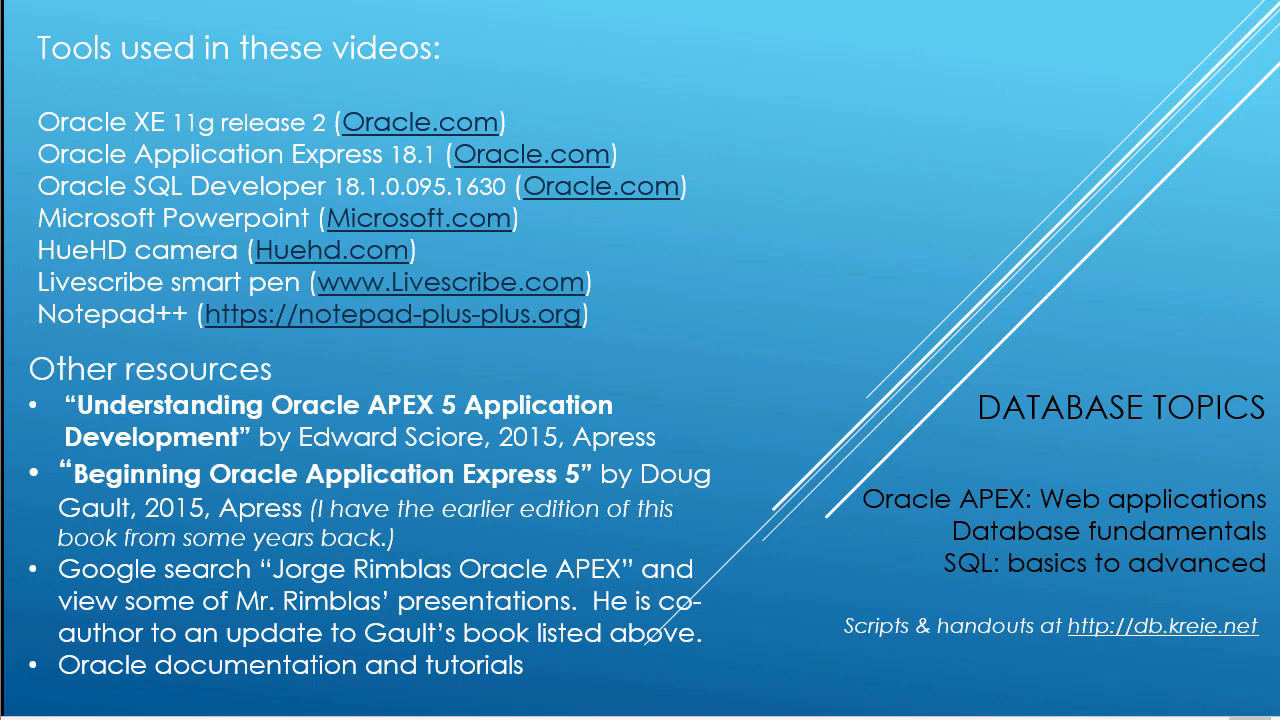 Tools used in these videos:
Oracle XE 11g release 2 (Oracle.com)
Oracle Application Express 18.1 (Oracle.com)
Oracle SQL Developer 18.1.0.095.1630 (Oracle.com)
Microsoft Powerpoint (Microsoft.com)
HueHD camera (Huehd.com)
Livescribe smart pen (www.Livescribe.com)
Notepad++ (https://notepad-plus-plus.org)
Other resources
• “Understanding Oracle APEX 5 Application
Development” by Edward Sciore, 2015, Apress
• “Beginning Oracle Application Express 5” by Doug
Gault, 2015, Apress (I have the earlier edition of this
book from some years back.)
• Google search “Jorge Rimblas Oracle APEX” and
view some of Mr. Rimblas’ presentations.  He is co-
author to an update to Gault’s book listed above.
• Oracle documentation and tutorials
DATABASE TOPICS
Oracle APEX: Web applications
Database fundamentals
SQL: basics to advanced
Scripts & handouts at http://db.kreie.net